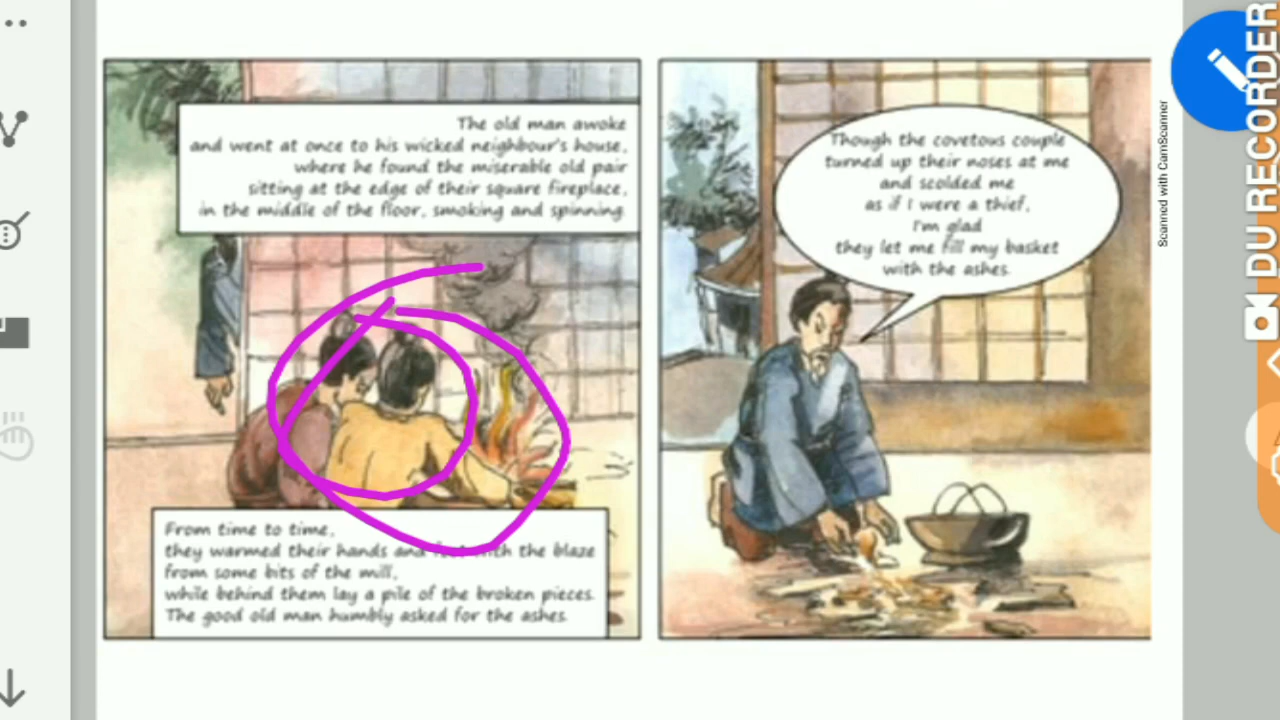 The old man awoke
and went at once to his wicked neighbour's house,
where he found the miserable old pair
sitting at the edge of their square fireplace,
in the middle of the floor, smoking and spinning.
From time to time,
they warmed their hands and feet with the blaze
from some bits of the mill,
while behind them lay a pile of the broken pieces.
The good old man humbly asked for the ashes.
Though the covetous couple
turned up their noses at me
and scolded me
as if I were a thief,
I'm glad
they let me fill my basket
with the ashes.
Scanned with CamScanner
DU RECORDER